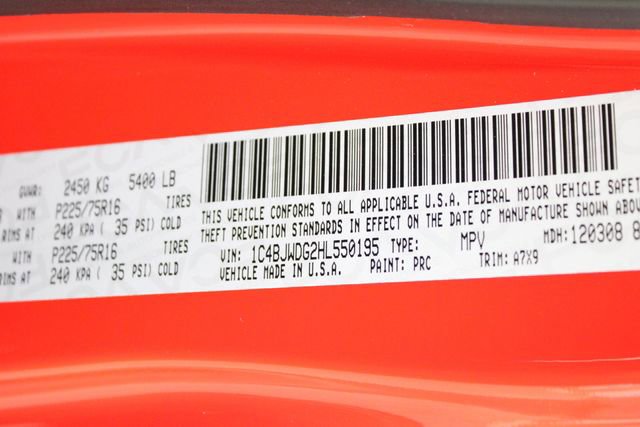 GVWR: 2450 KG 5400 LB
WITH P225/75R16 TIRES
RIMS AT 240 KPA ( 35 PSI) COLD
WITH P225/75R16 TIRES
RIMS AT 240 KPA ( 35 PSI) COLD
THIS VEHICLE CONFORMS TO ALL APPLICABLE U.S.A. FEDERAL MOTOR VEHICLE SAFET
THEFT PREVENTION STANDARDS IN EFFECT ON THE DATE OF MANUFACTURE SHOWN ABOV
VIN: 1C4BJWDG2HL550195 TYPE: MPV MDH: 120308 8
VEHICLE MADE IN U.S.A. PAINT: PRC TRIM: A7X9